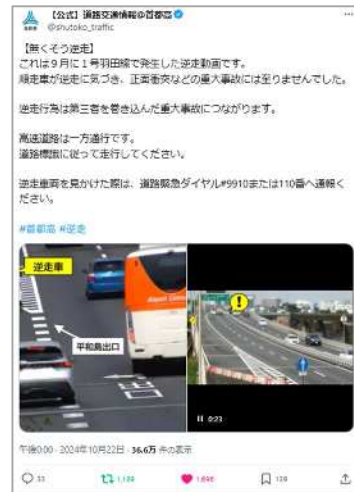 【公式】道路交通情報@首都高
@shutoko_traffic
【無くそう逆走】
これは９月に１号羽田線で発生した逆走動画です。
順走車が逆走に気づき、正面衝突などの重大事故には至りませんでした。
逆走行為は第三者を巻き込んだ重大事故につながります。
高速道路は一方通行です。
道路標識に従って走行してください。
逆走車両を見かけた際は、道路緊急ダイヤル#9910または110番へ通報く
ださい。
#首都高 #逆走
逆走車
平和島出口
0:23
午後0:00 · 2024年10月22日 · 36.6万 件の表示
33
1,139
1,696
139